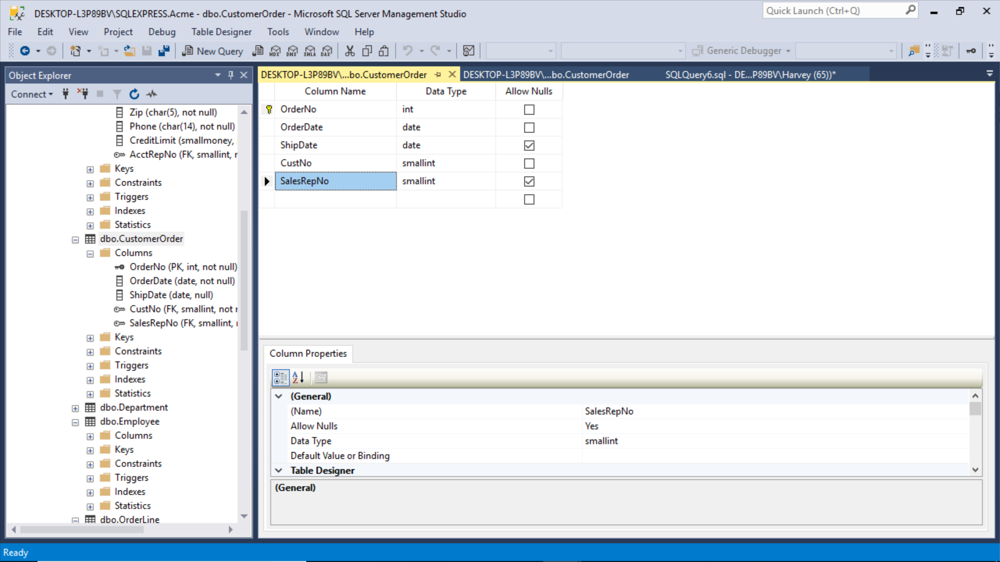 DESKTOP-L3P89BV\SQLEXPRESS.Acme - dbo.CustomerOrder - Microsoft SQL Server Management Studio
Quick Launch (Ctrl+Q)
File Edit View Project Debug Table Designer Tools Window Help
New Query MDX DMX XMLA DAX Generic Debugger
Object Explorer
Connect
Zip (char(5), not null)
Phone (char(14), not null)
CreditLimit (smallmoney,
AcctRepNo (FK, smallint, r
Keys
Constraints
Triggers
Indexes
Statistics
dbo.CustomerOrder
Columns
OrderNo (PK, int, not null)
OrderDate (date, not null)
ShipDate (date, null)
CustNo (FK, smallint, not r
SalesRepNo (FK, smallint, r
Keys
Constraints
Triggers
Indexes
Statistics
dbo.Department
dbo.Employee
Columns
Keys
Constraints
Triggers
Indexes
Statistics
dbo.OrderLine
DESKTOP-L3P89BV\...bo.CustomerOrder DESKTOP-L3P89BV\...bo.CustomerOrder SQLQuery6.sql - DE...P89BV\Harvey (65))*
Column Name Data Type Allow Nulls
OrderNo int
OrderDate date
ShipDate date
CustNo smallint
SalesRepNo smallint
Column Properties
A Z
(General)
(Name) SalesRepNo
Allow Nulls Yes
Data Type smallint
Default Value or Binding
Table Designer
(General)
Ready